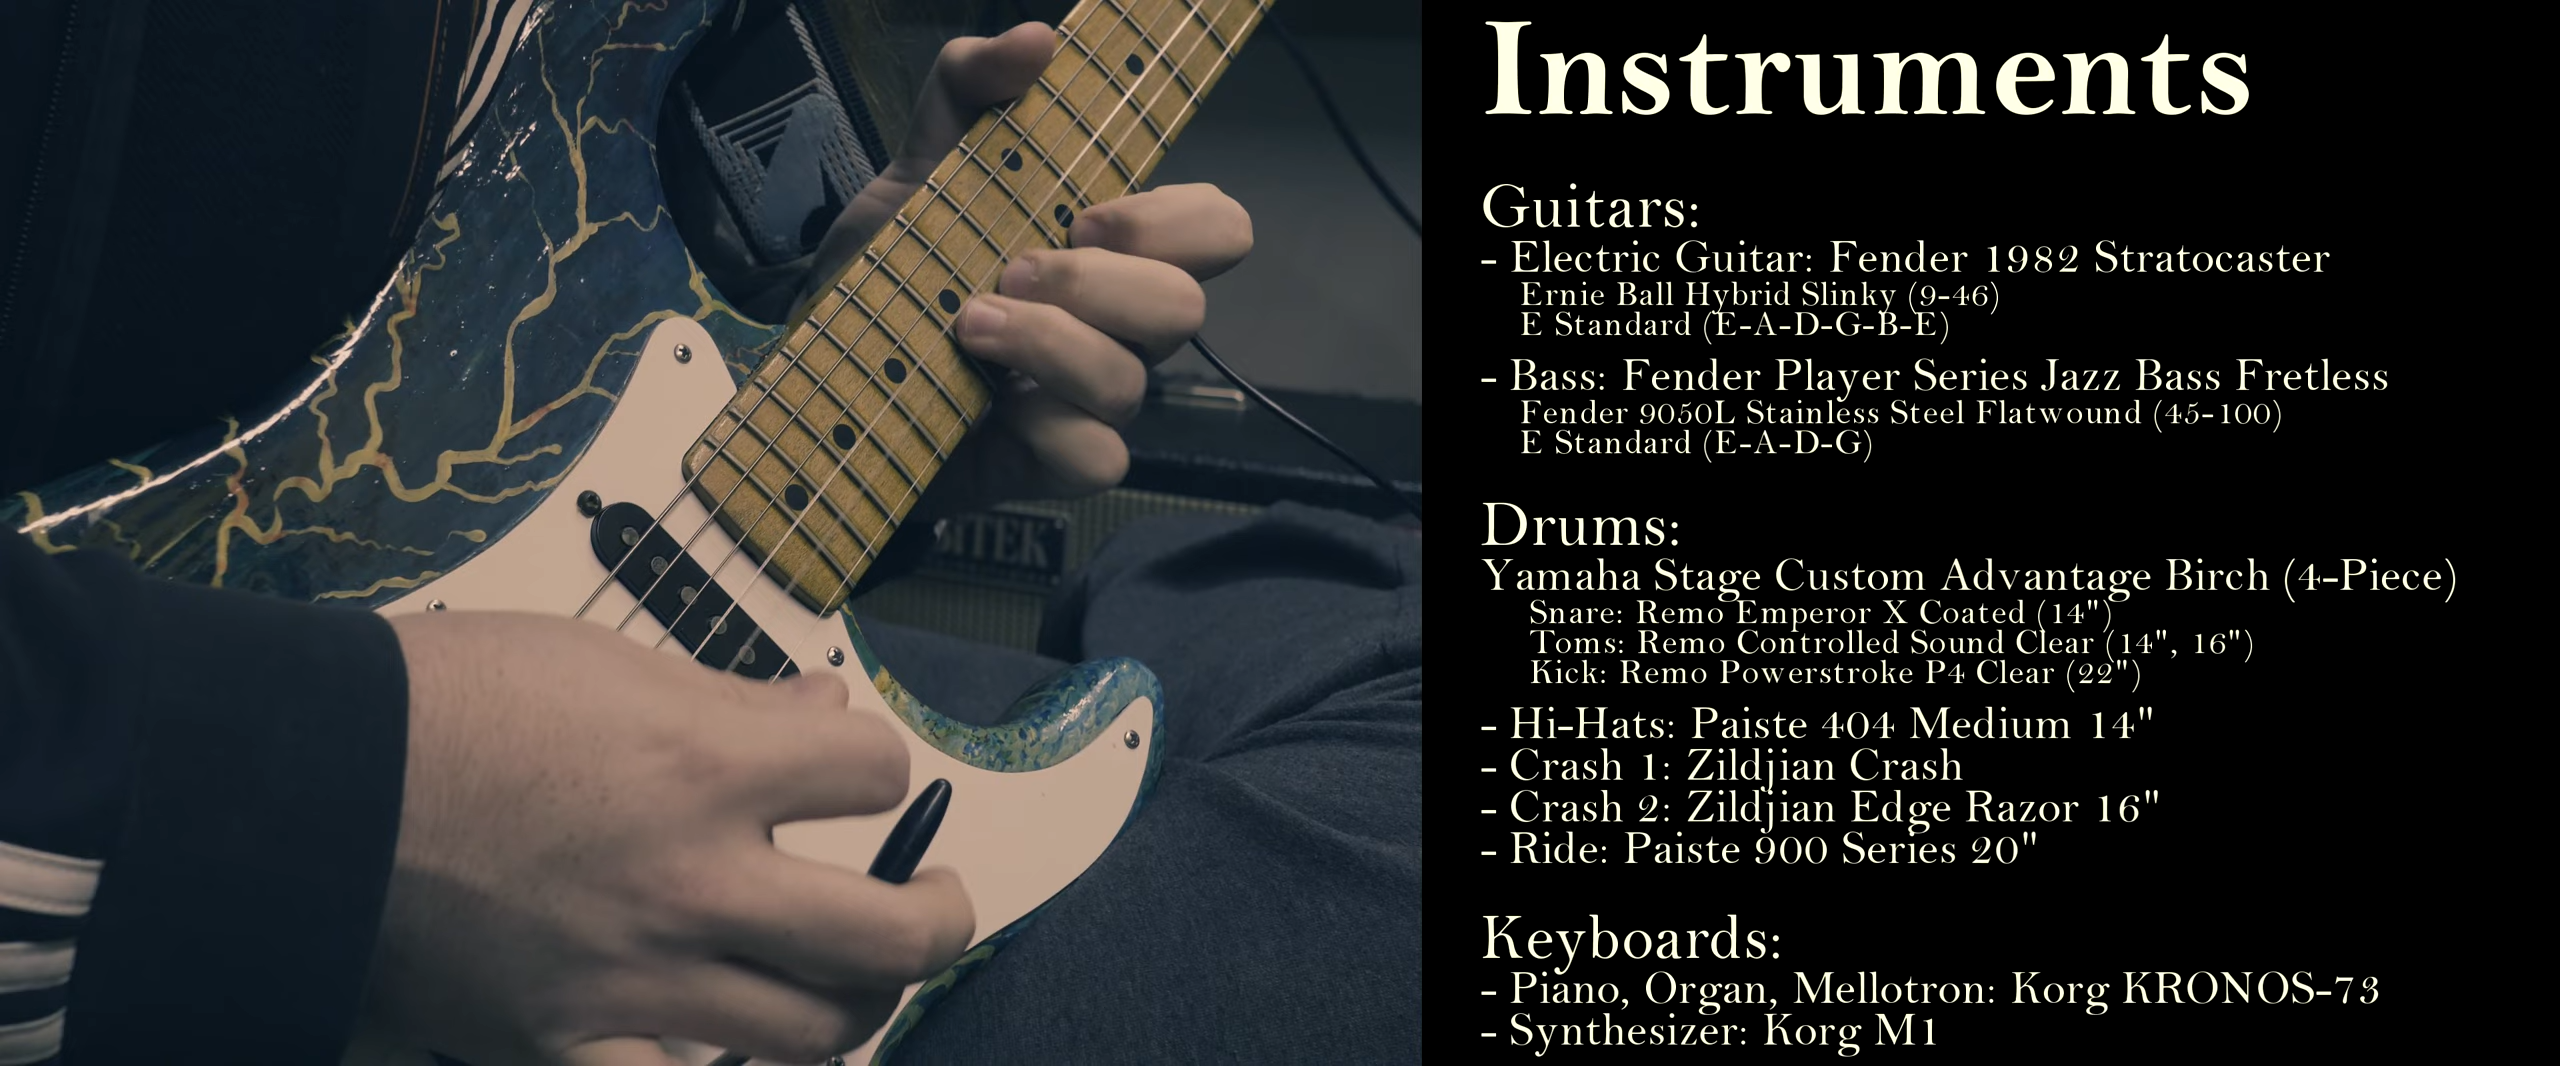 Instruments
Guitars:
- Electric Guitar: Fender 1982 Stratocaster
Ernie Ball Hybrid Slinky (9-46)
E Standard (E-A-D-G-B-E)
- Bass: Fender Player Series Jazz Bass Fretless
Fender 9050L Stainless Steel Flatwound (45-100)
E Standard (E-A-D-G)
Drums:
Yamaha Stage Custom Advantage Birch (4-Piece)
Snare: Remo Emperor X Coated (14")
Toms: Remo Controlled Sound Clear (14", 16")
Kick: Remo Powerstroke P4 Clear (22")
- Hi-Hats: Paiste 404 Medium 14"
- Crash 1: Zildjian Crash
- Crash 2: Zildjian Edge Razor 16"
- Ride: Paiste 900 Series 20"
Keyboards:
- Piano, Organ, Mellotron: Korg KRONOS-73
- Synthesizer: Korg M1